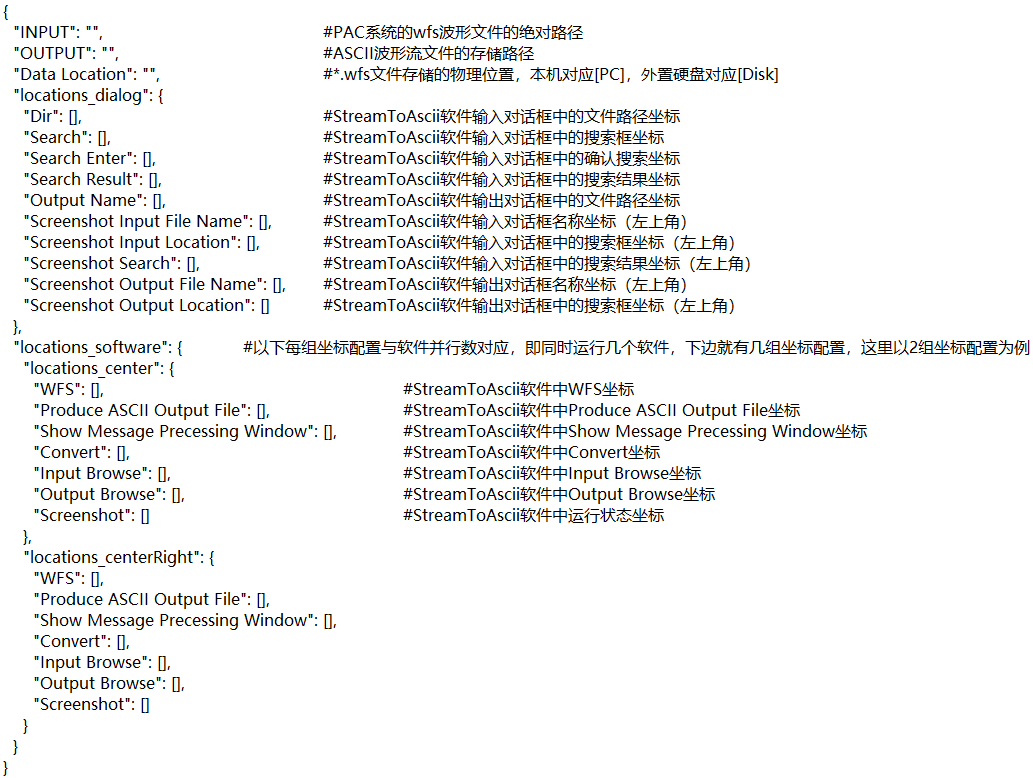 {
"INPUT": "", #PAC系统的wfs波形文件的绝对路径
"OUTPUT": "", #ASCII波形流文件的存储路径
"Data Location": "", #*.wfs文件存储的物理位置，本机对应[PC]，外置硬盘对应[Disk]
"locations_dialog": {
"Dir": [], #StreamToAscii软件输入对话框中的文件路径坐标
"Search": [], #StreamToAscii软件输入对话框中的搜索框坐标
"Search Enter": [], #StreamToAscii软件输入对话框中的确认搜索坐标
"Search Result": [], #StreamToAscii软件输入对话框中的搜索结果坐标
"Output Name": [], #StreamToAscii软件输出对话框中的文件路径坐标
"Screenshot Input File Name": [], #StreamToAscii软件输入对话框名称坐标（左上角）
"Screenshot Input Location": [], #StreamToAscii软件输入对话框中的搜索框坐标（左上角）
"Screenshot Search": [], #StreamToAscii软件输入对话框中的搜索结果坐标（左上角）
"Screenshot Output File Name": [], #StreamToAscii软件输出对话框名称坐标（左上角）
"Screenshot Output Location": [] #StreamToAscii软件输出对话框中的搜索框坐标（左上角）
},
"locations_software": { #以下每组坐标配置与软件并行数对应，即同时运行几个软件，下边就有几组坐标配置，这里以2组坐标配置为例
"locations_center": {
"WFS": [], #StreamToAscii软件中WFS坐标
"Produce ASCII Output File": [], #StreamToAscii软件中Produce ASCII Output File坐标
"Show Message Precessing Window": [], #StreamToAscii软件中Show Message Precessing Window坐标
"Convert": [], #StreamToAscii软件中Convert坐标
"Input Browse": [], #StreamToAscii软件中Input Browse坐标
"Output Browse": [], #StreamToAscii软件中Output Browse坐标
"Screenshot": [] #StreamToAscii软件中运行状态坐标
},
"locations_centerRight": {
"WFS": [],
"Produce ASCII Output File": [],
"Show Message Precessing Window": [],
"Convert": [],
"Input Browse": [],
"Output Browse": [],
"Screenshot": []
}
}
}